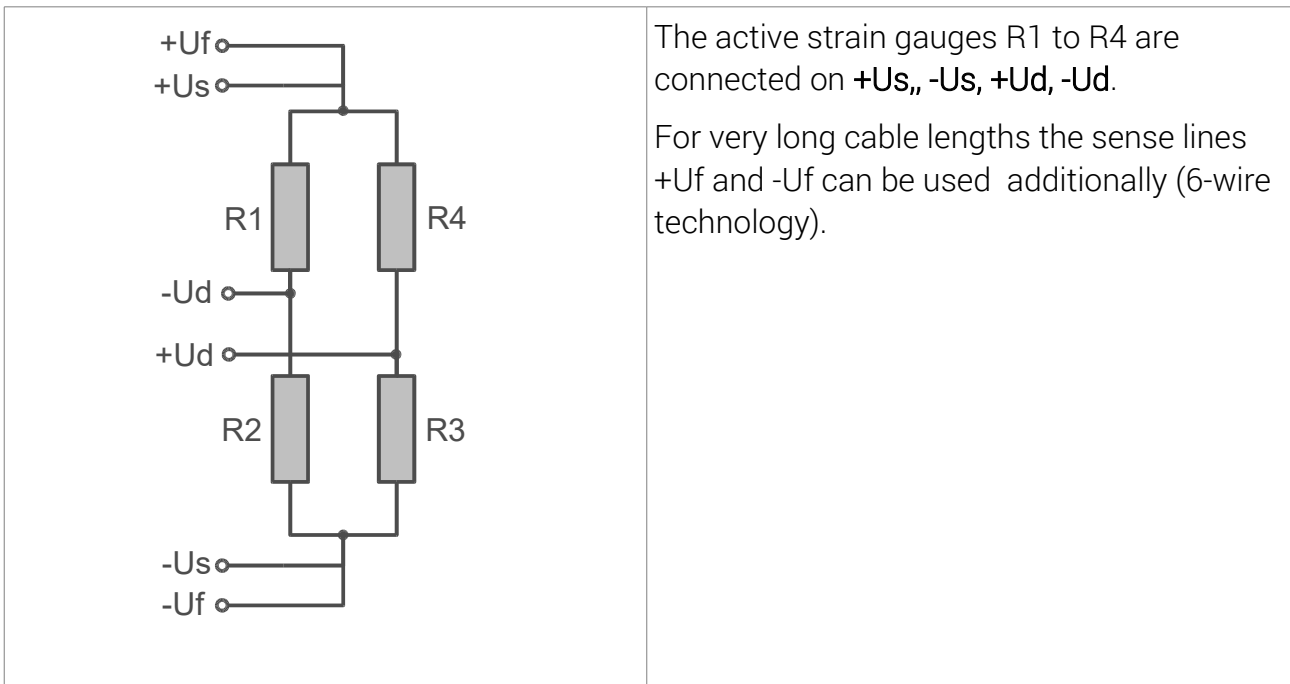 +Uf
+Us
R1
R4
-Ud
+Ud
R2
R3
-Us
-Uf
The active strain gauges R1 to R4 are
connected on +Us,, -Us, +Ud, -Ud.
For very long cable lengths the sense lines
+Uf and -Uf can be used  additionally (6-wire
technology).